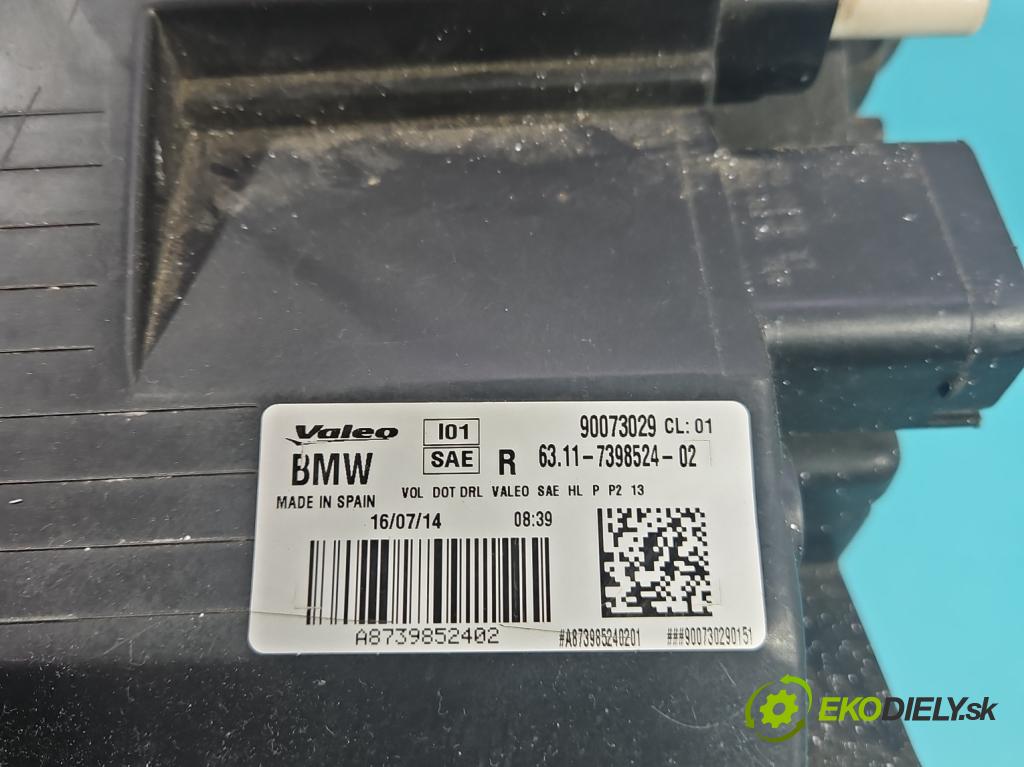 Valeo I01 90073029 CL: 01
BMW SAE R 63.11-7398524-02
MADE IN SPAIN VOL DOT DRL VALEO SAE HL P P2 13
16/07/14 08:39
A8739852402 #A873985240201 ###900730290151
EKODIELY.sk